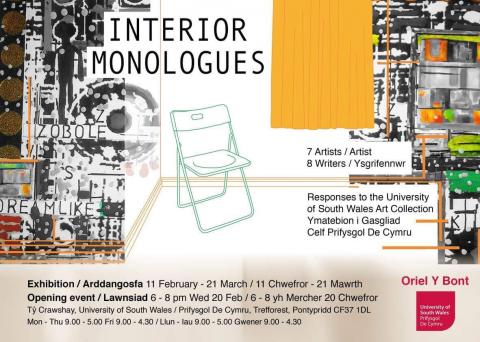 INTERIOR
MONOLOGUES
Z
ZOBOLE
S
DREAMLIKE
7 Artists / Artist
8 Writers / Ysgrifennwr
Responses to the University
of South Wales Art Collection
Ymatebion i Gasgliad
Celf Prifysgol De Cymru
Exhibition / Arddangosfa 11 February - 21 March / 11 Chwefror - 21 Mawrth
Opening event / Lawnsiad 6 - 8 pm Wed 20 Feb / 6 - 8 yh Mercher 20 Chwefror
Tŷ Crawshay, University of South Wales / Prifysgol De Cymru, Trefforest, Pontypridd CF37 1DL
Mon - Thu 9.00 - 5.00 Fri 9.00 - 4.30 / Llun - Iau 9.00 - 5.00 Gwener 9.00 - 4.30
Oriel Y Bont
University of
South Wales
Prifysgol
De Cymru